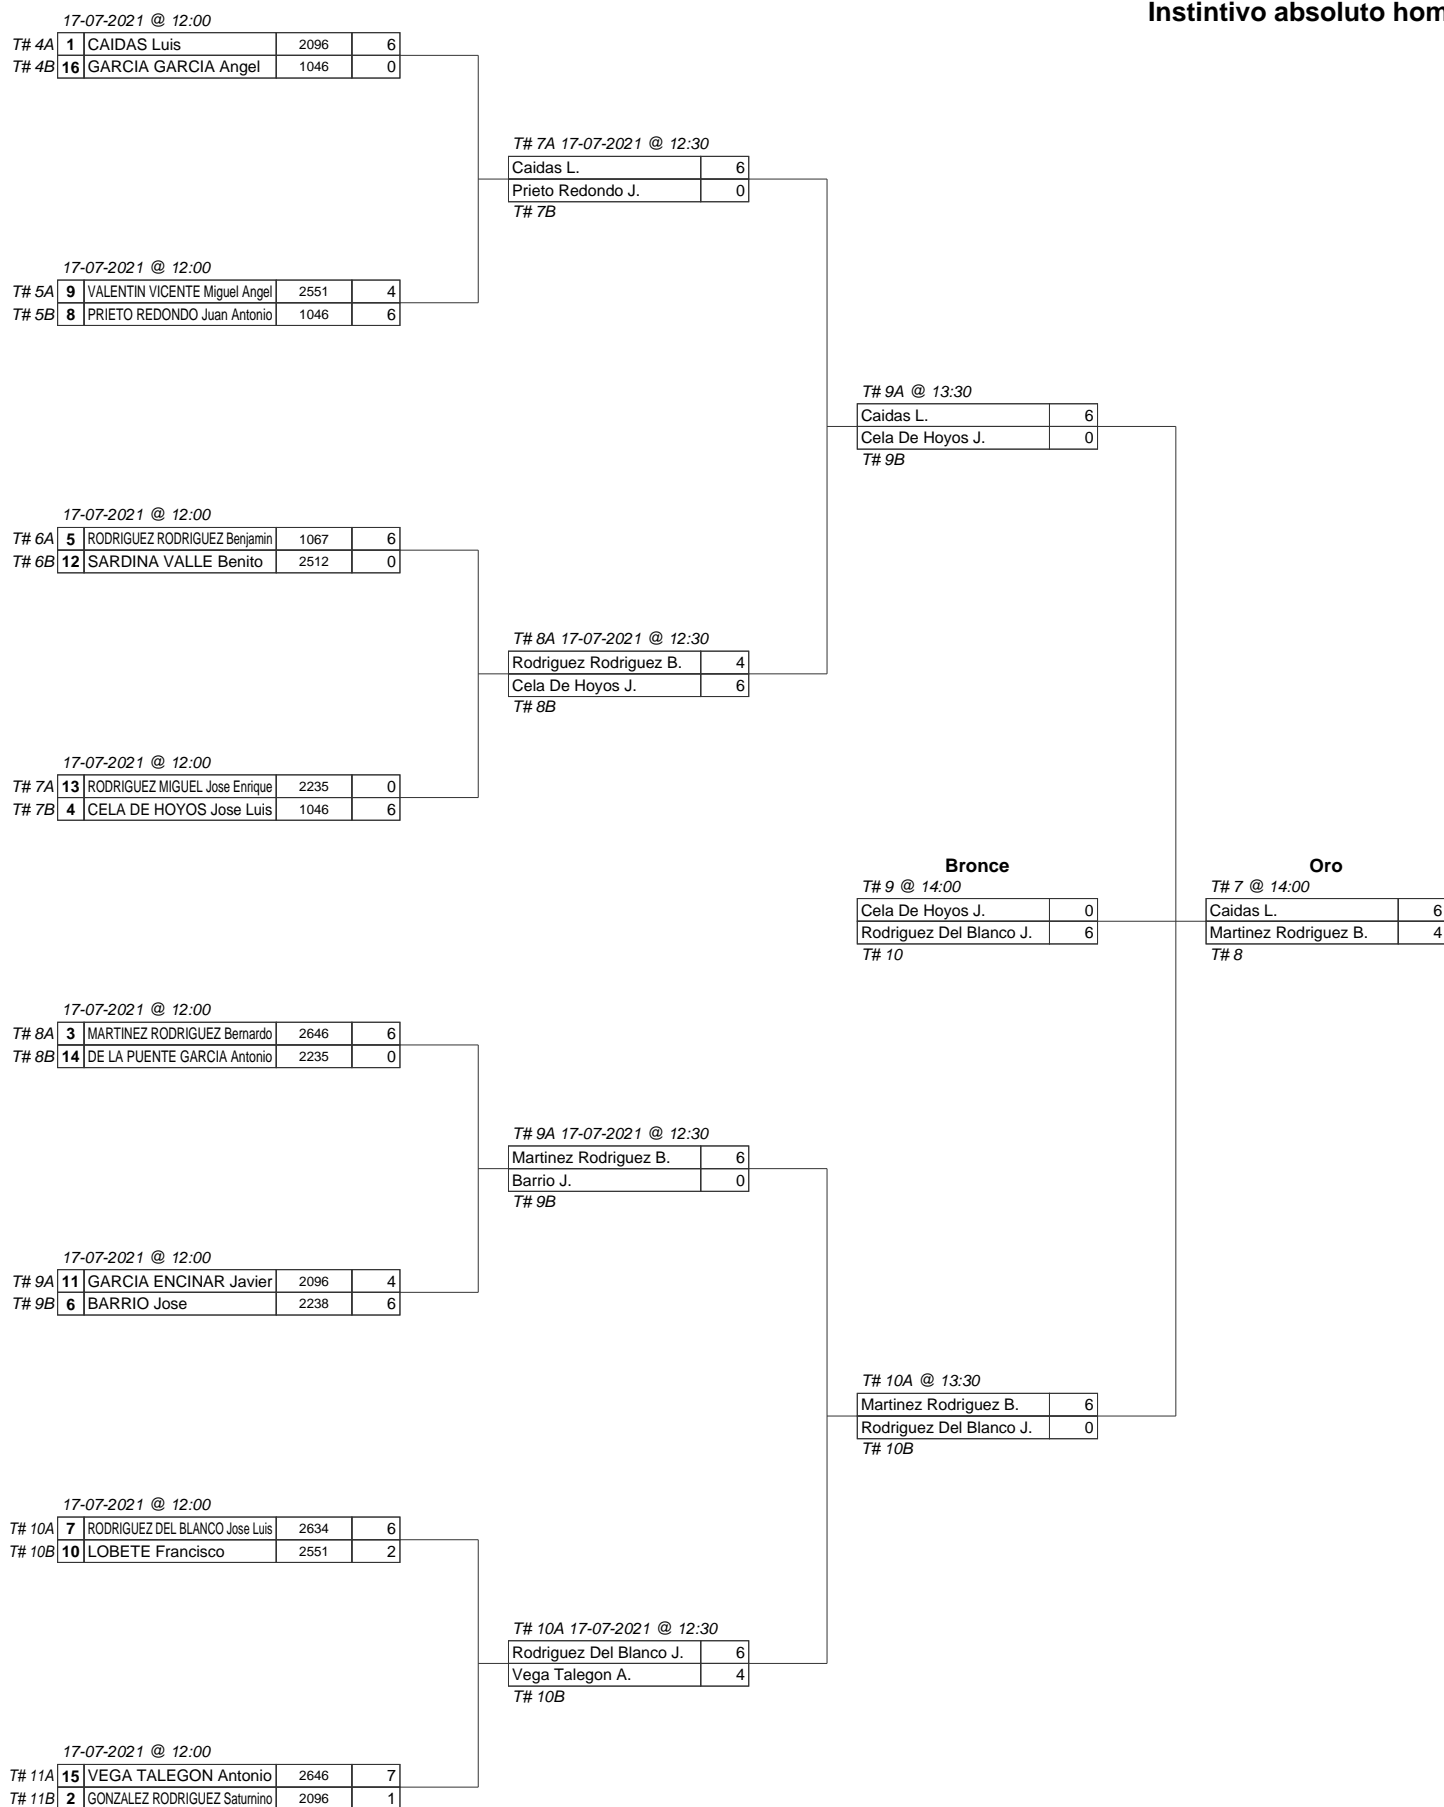 Instintivo absoluto hom
17-07-2021 @ 12:00
T# 4A 1 CAIDAS Luis 2096 6
T# 4B 16 GARCIA GARCIA Angel 1046 0
T# 7A 17-07-2021 @ 12:30
Caidas L. 6
Prieto Redondo J. 0
T# 7B
17-07-2021 @ 12:00
T# 5A 9 VALENTIN VICENTE Miguel Angel 2551 4
T# 5B 8 PRIETO REDONDO Juan Antonio 1046 6
T# 9A @ 13:30
Caidas L. 6
Cela De Hoyos J. 0
T# 9B
17-07-2021 @ 12:00
T# 6A 5 RODRIGUEZ RODRIGUEZ Benjamin 1067 6
T# 6B 12 SARDINA VALLE Benito 2512 0
T# 8A 17-07-2021 @ 12:30
Rodriguez Rodriguez B. 4
Cela De Hoyos J. 6
T# 8B
17-07-2021 @ 12:00
T# 7A 13 RODRIGUEZ MIGUEL Jose Enrique 2235 0
T# 7B 4 CELA DE HOYOS Jose Luis 1046 6
Bronce
T# 9 @ 14:00
Cela De Hoyos J. 0
Rodriguez Del Blanco J. 6
T# 10
Oro
T# 7 @ 14:00
Caidas L. 6
Martinez Rodriguez B. 4
T# 8
17-07-2021 @ 12:00
T# 8A 3 MARTINEZ RODRIGUEZ Bernardo 2646 6
T# 8B 14 DE LA PUENTE GARCIA Antonio 2235 0
T# 9A 17-07-2021 @ 12:30
Martinez Rodriguez B. 6
Barrio J. 0
T# 9B
17-07-2021 @ 12:00
T# 9A 11 GARCIA ENCINAR Javier 2096 4
T# 9B 6 BARRIO Jose 2238 6
T# 10A @ 13:30
Martinez Rodriguez B. 6
Rodriguez Del Blanco J. 0
T# 10B
17-07-2021 @ 12:00
T# 10A 7 RODRIGUEZ DEL BLANCO Jose Luis 2634 6
T# 10B 10 LOBETE Francisco 2551 2
T# 10A 17-07-2021 @ 12:30
Rodriguez Del Blanco J. 6
Vega Talegon A. 4
T# 10B
17-07-2021 @ 12:00
T# 11A 15 VEGA TALEGON Antonio 2646 7
T# 11B 2 GONZALEZ RODRIGUEZ Saturnino 2096 1